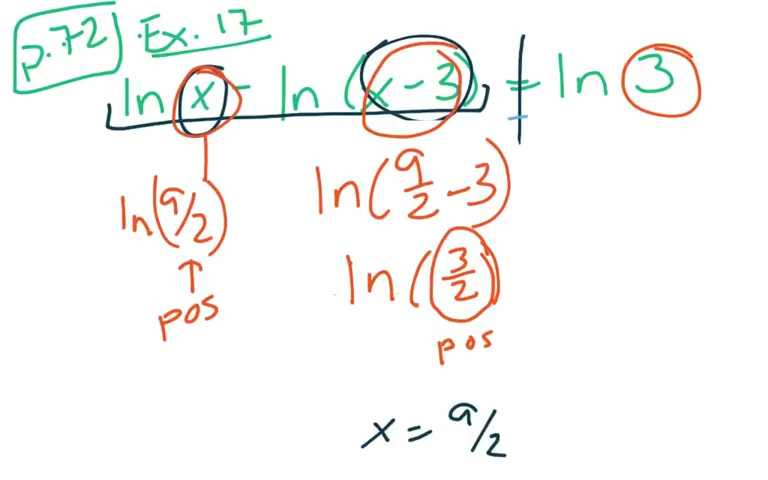 p.72 Ex. 17
ln x - ln (x-3) = ln 3
ln(9/2) ln(9/2 - 3)
↑ ln(3/2)
pos pos
x = 9/2